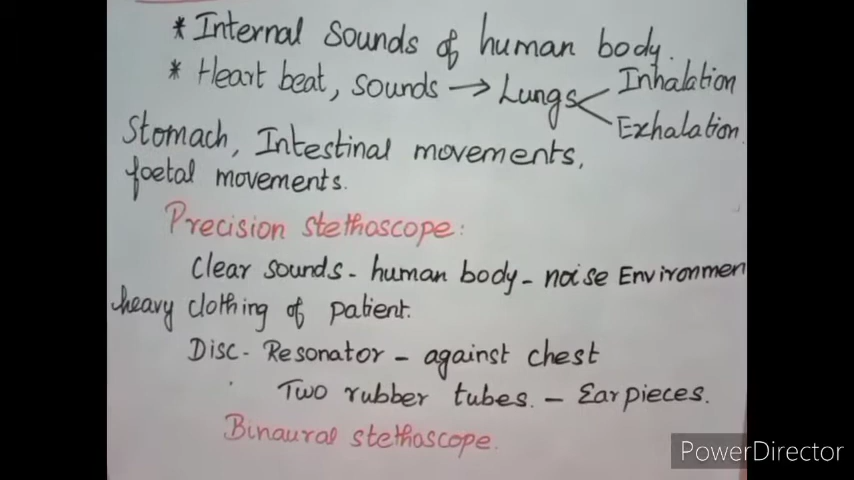 * Internal Sounds of human body.
* Heart beat, sounds → Lungs < Inhalation
Exhalation
Stomach, Intestinal movements,
foetal movements.
Precision stethoscope:
Clear sounds - human body - noise Environmen
heavy clothing of patient.
Disc - Resonator - against chest
Two rubber tubes. - Earpieces.
Binaural stethoscope.
PowerDirector